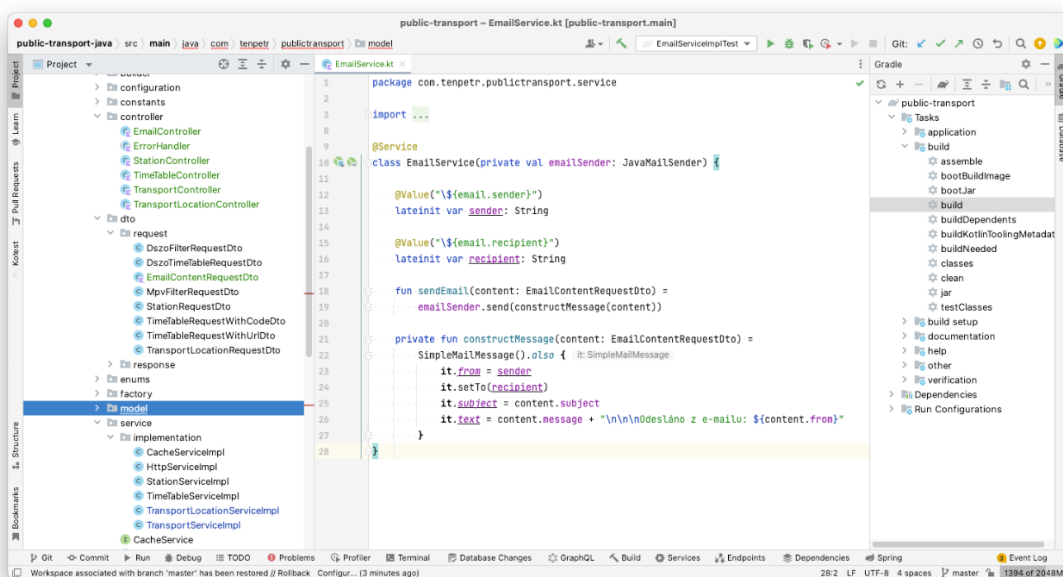 public-transport – EmailService.kt [public-transport.main]
public-transport-java src main java com tenpetr publictransport model
EmailServiceImplTest
Git:
Project
EmailService.kt
Gradle
configuration
constants
controller
EmailController
ErrorHandler
StationController
TimeTableController
TransportController
TransportLocationController
dto
request
DszoFilterRequestDto
DszoTimeTableRequestDto
EmailContentRequestDto
MpvFilterRequestDto
StationRequestDto
TimeTableRequestWithCodeDto
TimeTableRequestWithUrlDto
TransportLocationRequestDto
response
enums
factory
model
service
implementation
CacheServiceImpl
HttpServiceImpl
StationServiceImpl
TimeTableServiceImpl
TransportLocationServiceImpl
TransportServiceImpl
CacheService
1 package com.tenpetr.publictransport.service
2
3 import ...
8
9 @Service
10 class EmailService(private val emailSender: JavaMailSender) {
11
12 @Value("\${email.sender}")
13 lateinit var sender: String
14
15 @Value("\${email.recipient}")
16 lateinit var recipient: String
17
18 fun sendEmail(content: EmailContentRequestDto) =
19 emailSender.send(constructMessage(content))
20
21 private fun constructMessage(content: EmailContentRequestDto) =
22 SimpleMailMessage().also { it: SimpleMailMessage
23 it.from = sender
24 it.setTo(recipient)
25 it.subject = content.subject
26 it.text = content.message + "\n\n\nOdesláno z e-mailu: ${content.from}"
27 }
28 }
public-transport
Tasks
application
build
assemble
bootBuildImage
bootJar
build
buildDependents
buildKotlinToolingMetadat
buildNeeded
classes
clean
jar
testClasses
build setup
documentation
help
other
verification
Dependencies
Run Configurations
Project
Learn
Pull Requests
Kotest
Structure
Bookmarks
Git Commit Run Debug TODO Problems Profiler Terminal Database Changes GraphQL Build Services Endpoints Dependencies Spring Event Log
Workspace associated with branch 'master' has been restored // Rollback Configur... (3 minutes ago) 28:2 LF UTF-8 4 spaces master 1394 of 2048M